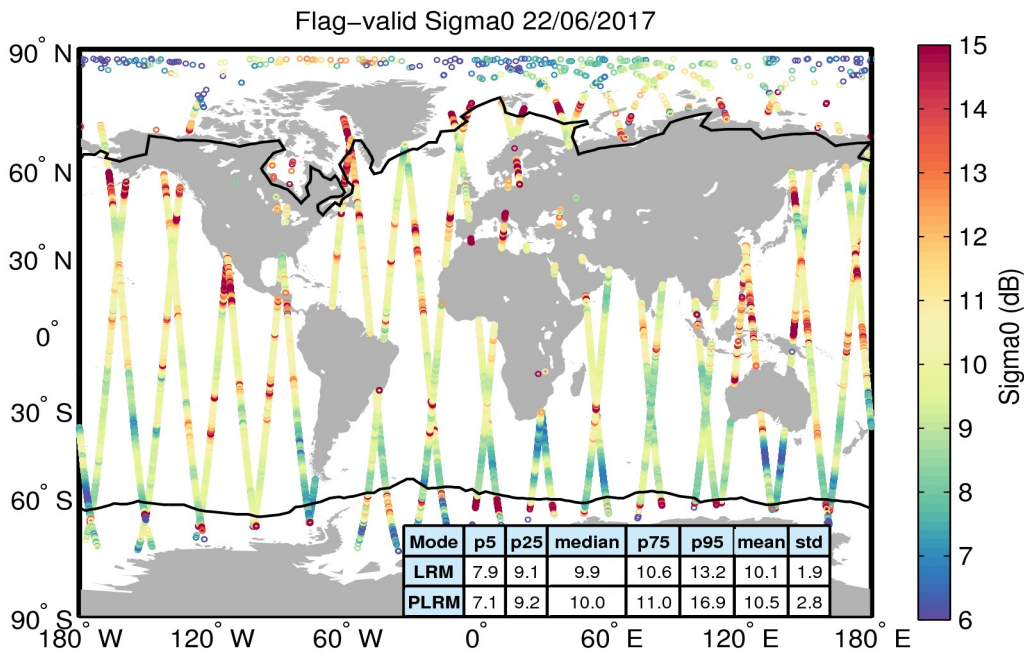 Flag-valid Sigma0 22/06/2017
90° N
60° N
30° N
0°
30° S
60° S
90° S
180° W
120° W
60° W
0°
60° E
120° E
180° E
Mode p5 p25 median p75 p95 mean std
LRM 7.9 9.1 9.9 10.6 13.2 10.1 1.9
PLRM 7.1 9.2 10.0 11.0 16.9 10.5 2.8
15
14
13
12
11
10
9
8
7
6
Sigma0 (dB)